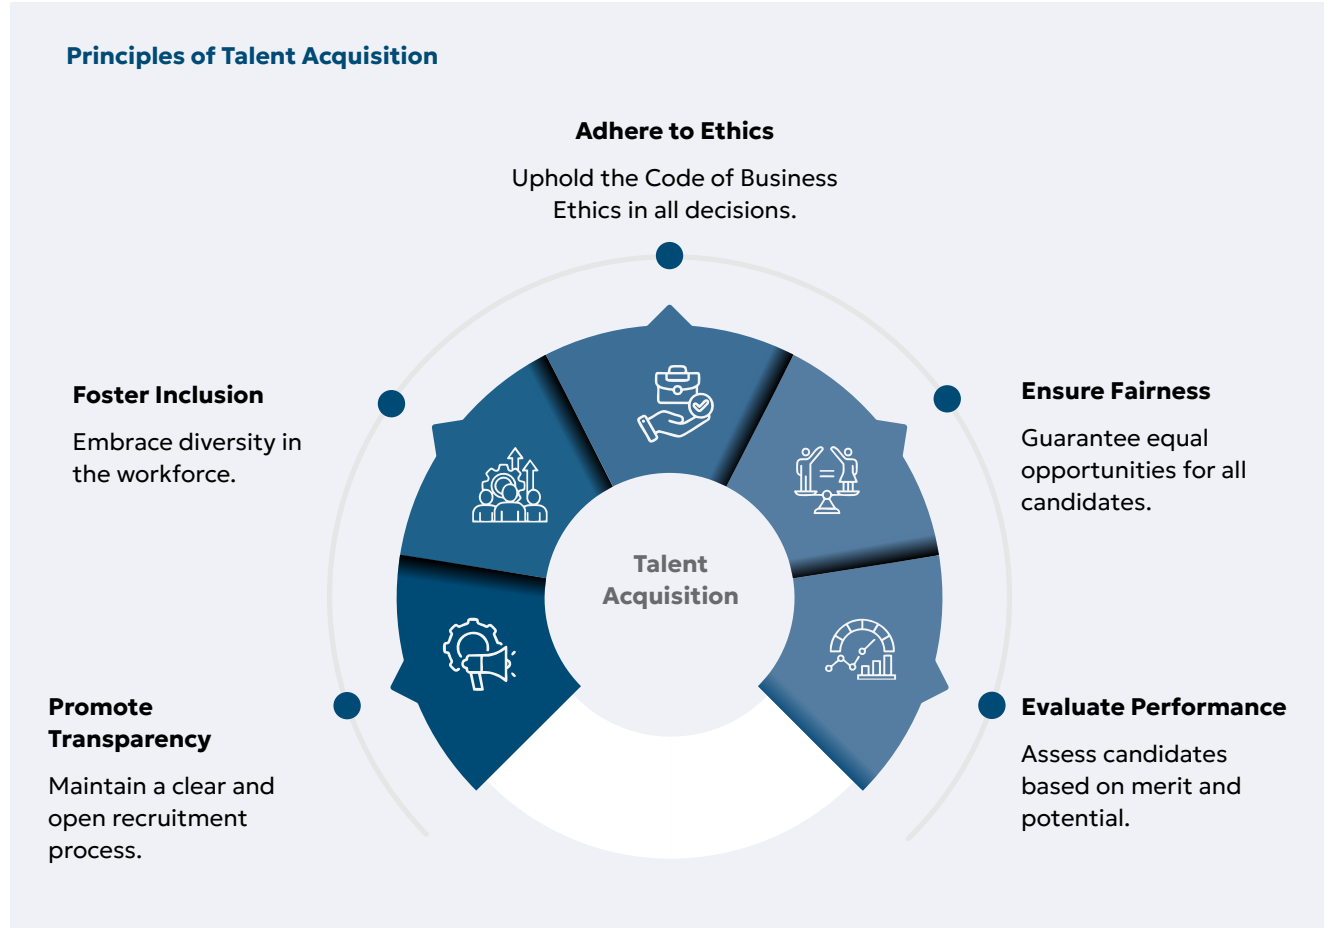 Principles of Talent Acquisition
Adhere to Ethics
Uphold the Code of Business
Ethics in all decisions.
Foster Inclusion
Embrace diversity in
the workforce.
Ensure Fairness
Guarantee equal
opportunities for all
candidates.
Talent
Acquisition
Promote
Transparency
Maintain a clear and
open recruitment
process.
Evaluate Performance
Assess candidates
based on merit and
potential.